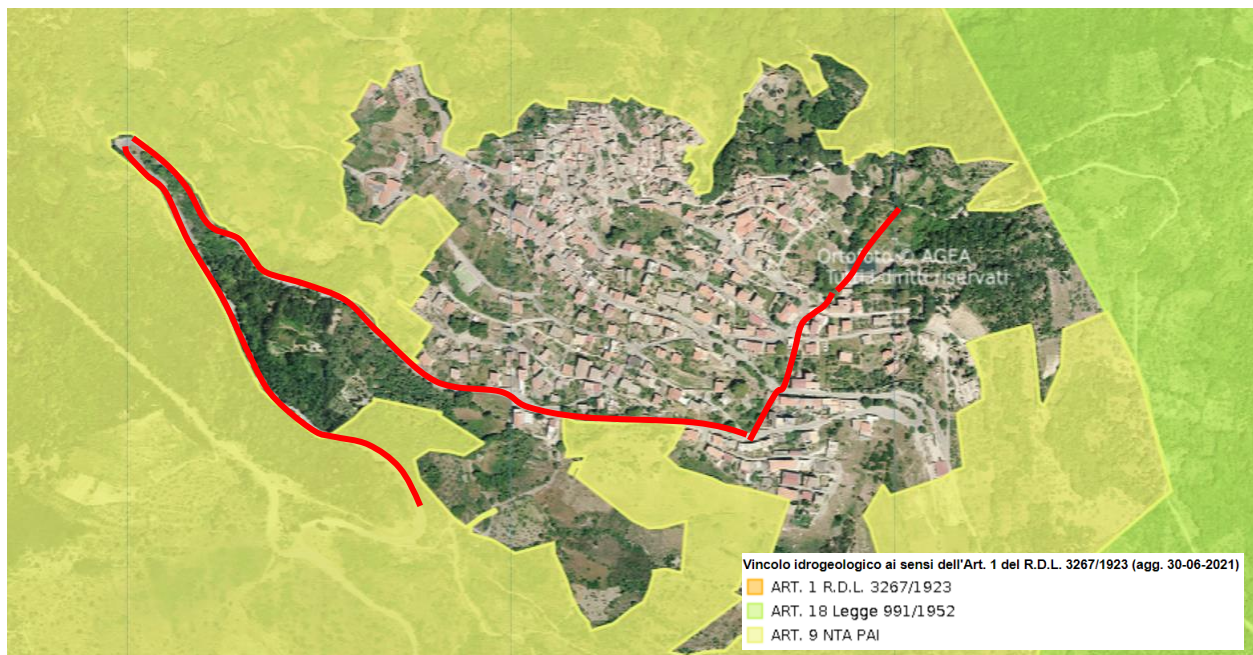 Ortofoto © AGEA
Tutti i diritti riservati
Vincolo idrogeologico ai sensi dell'Art. 1 del R.D.L. 3267/1923 (agg. 30-06-2021)
ART. 1 R.D.L. 3267/1923
ART. 18 Legge 991/1952
ART. 9 NTA PAI